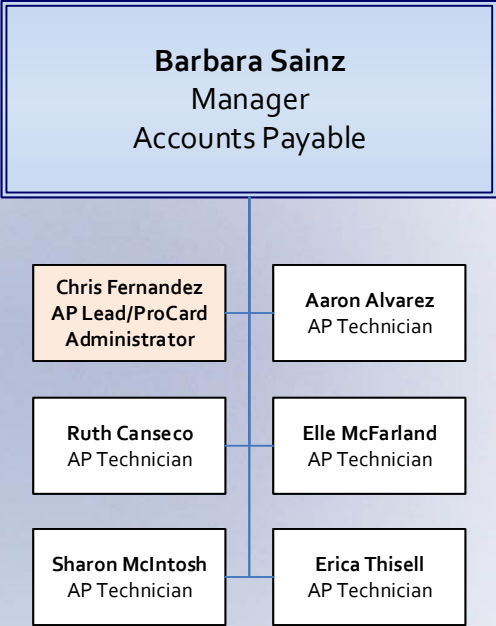 Barbara Sainz
Manager
Accounts Payable
Chris Fernandez
AP Lead/ProCard
Administrator
Aaron Alvarez
AP Technician
Ruth Canseco
AP Technician
Elle McFarland
AP Technician
Sharon McIntosh
AP Technician
Erica Thisell
AP Technician